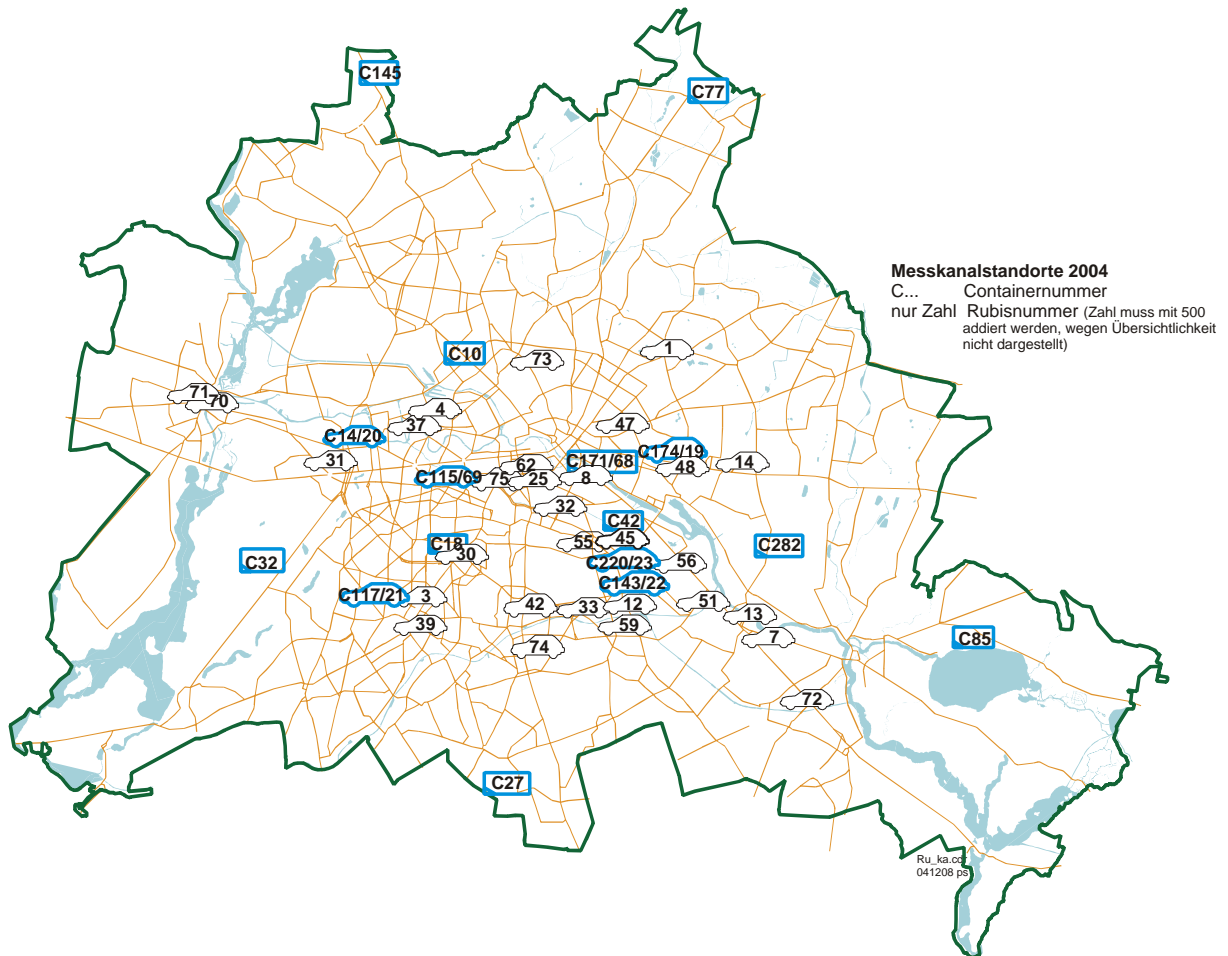 C145
C77
Messkanalstandorte 2004
C... Containernummer
nur Zahl Rubisnummer (Zahl muss mit 500
addiert werden, wegen Übersichtlichkeit
nicht dargestellt)
C10
73
1
71
70
4
37
47
C14/20
31
C174/19
48
14
C171/68
8
62
C115/69
75
25
32
C42
45
55
C18
30
C32
C282
C220/23
56
C143/22
C117/21
3
42
33
12
51
13
39
59
7
74
C85
72
C27
Ru_ka.cdr
041208 ps